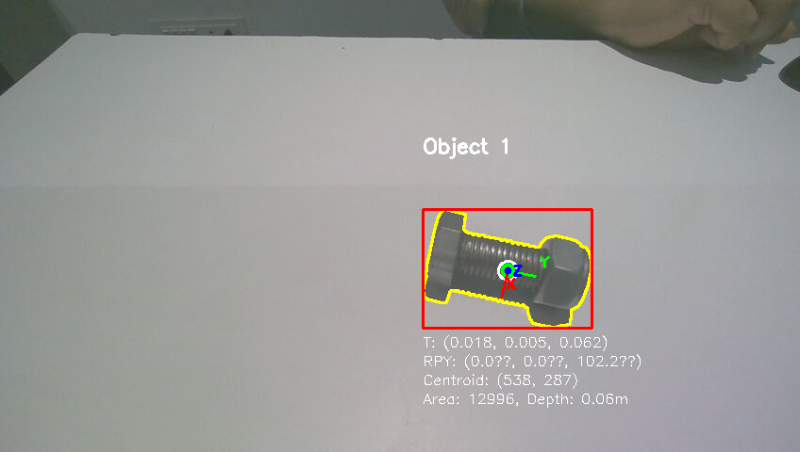 Object 1
Z
Y
X
T: (0.018, 0.005, 0.062)
RPY: (0.0??, 0.0??, 102.2??)
Centroid: (538, 287)
Area: 12996, Depth: 0.06m